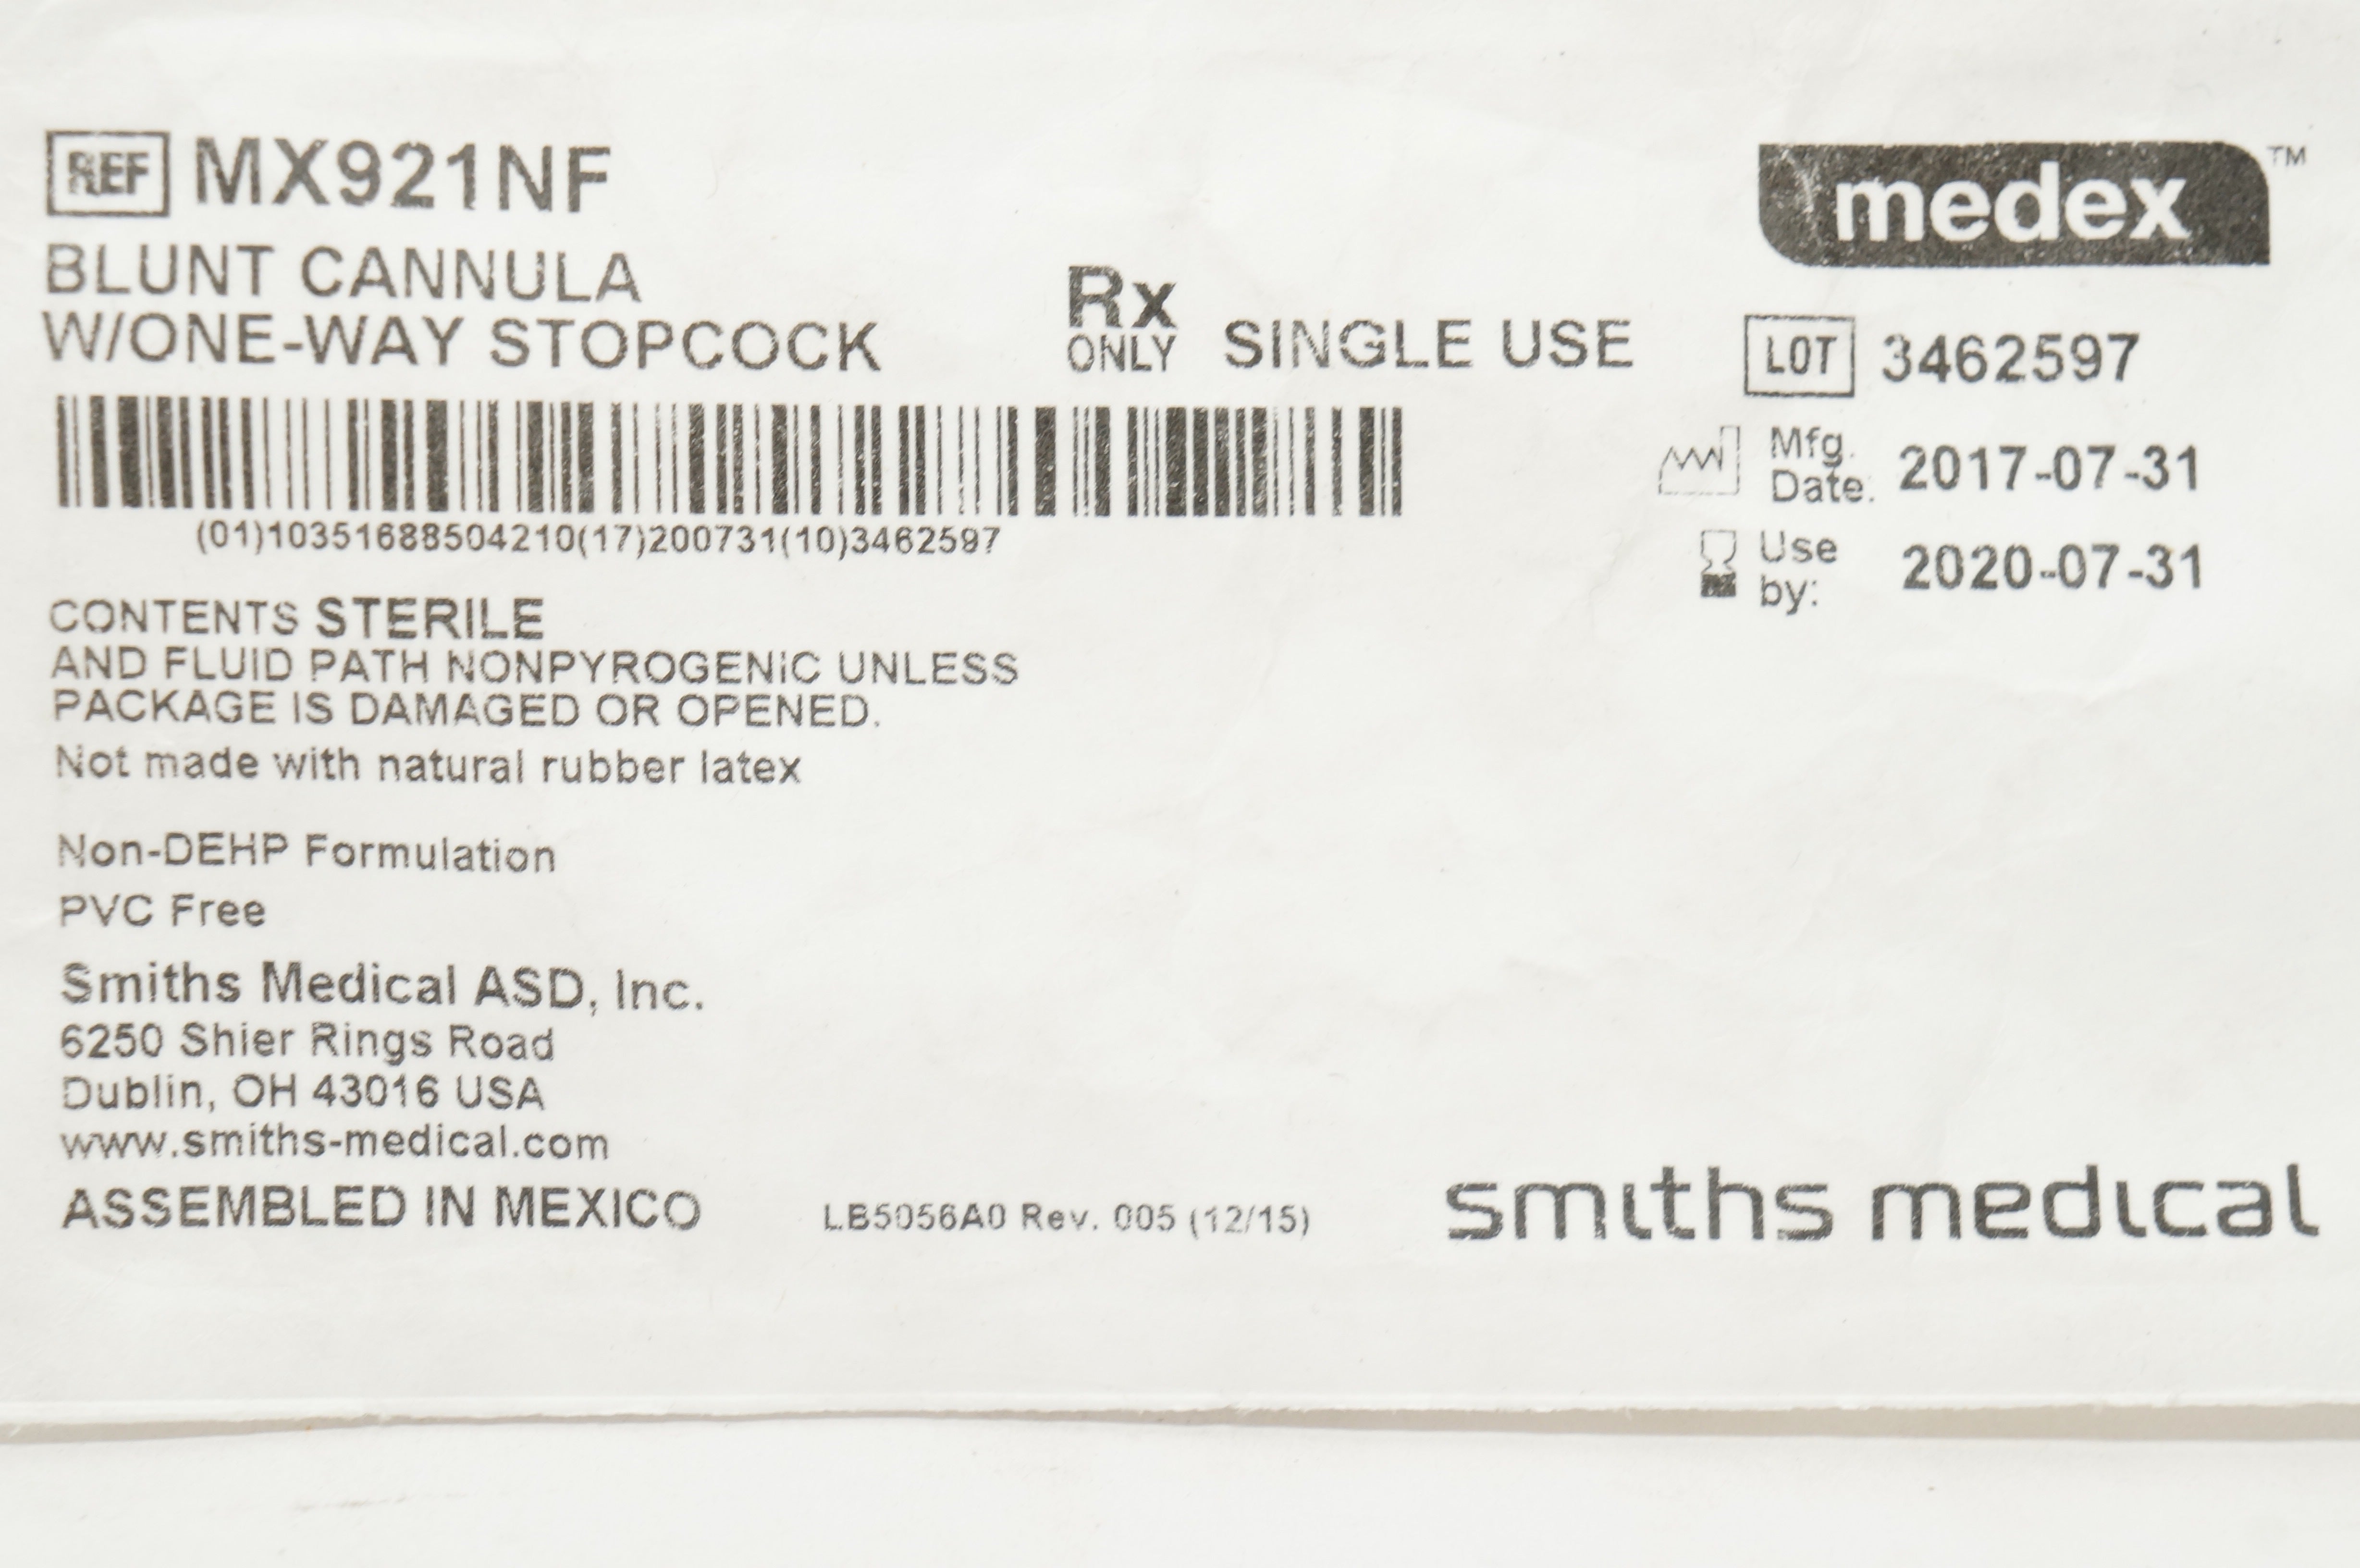 REF MX921NF
BLUNT CANNULA
W/ONE-WAY STOPCOCK
Rx
ONLY
SINGLE USE
medex™
LOT 3462597
Mfg.
Date: 2017-07-31
Use
by: 2020-07-31
(01)10351688504210(17)200731(10)3462597
CONTENTS STERILE
AND FLUID PATH NONPYROGENIC UNLESS
PACKAGE IS DAMAGED OR OPENED.
Not made with natural rubber latex
Non-DEHP Formulation
PVC Free
Smiths Medical ASD, Inc.
6250 Shier Rings Road
Dublin, OH 43016 USA
www.smiths-medical.com
ASSEMBLED IN MEXICO
LB5056A0 Rev. 005 (12/15)
smiths medical